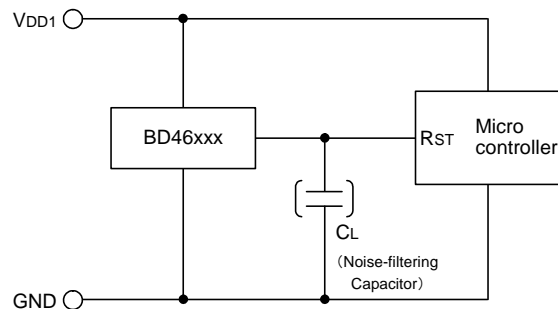 VDD1
BD46xxx
RST
Micro
controller
CL
(Noise-filtering
Capacitor)
GND